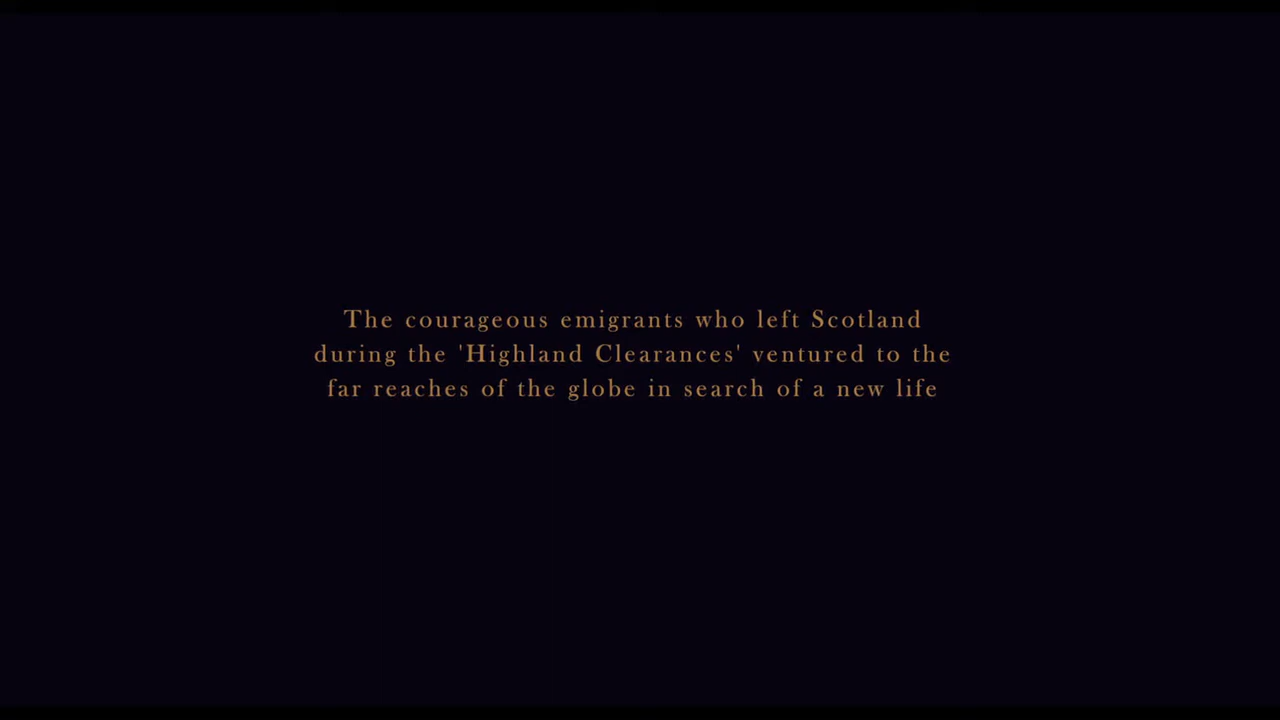 The courageous emigrants who left Scotland
during the 'Highland Clearances' ventured to the
far reaches of the globe in search of a new life